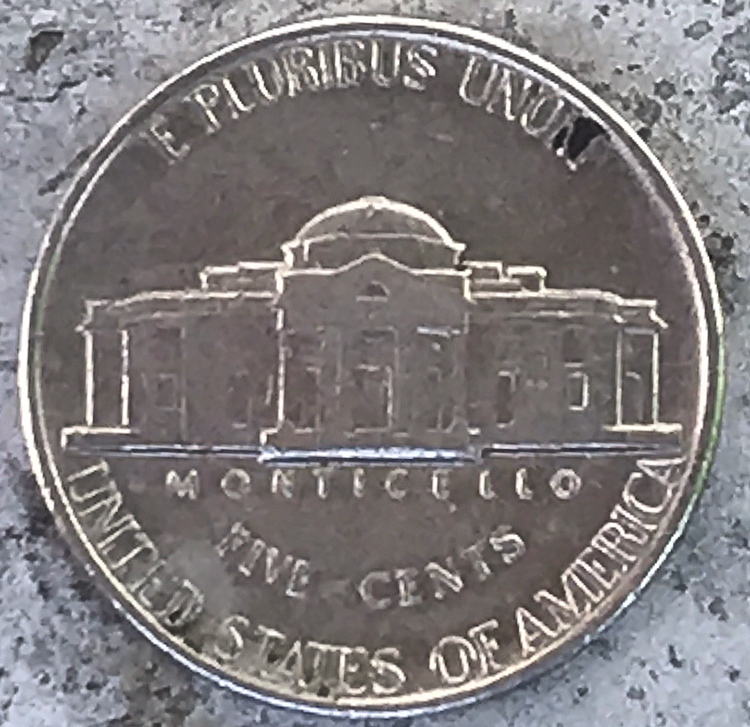 E PLURIBUS UNUM
MONTICELLO
FIVE CENTS
UNITED STATES OF AMERICA